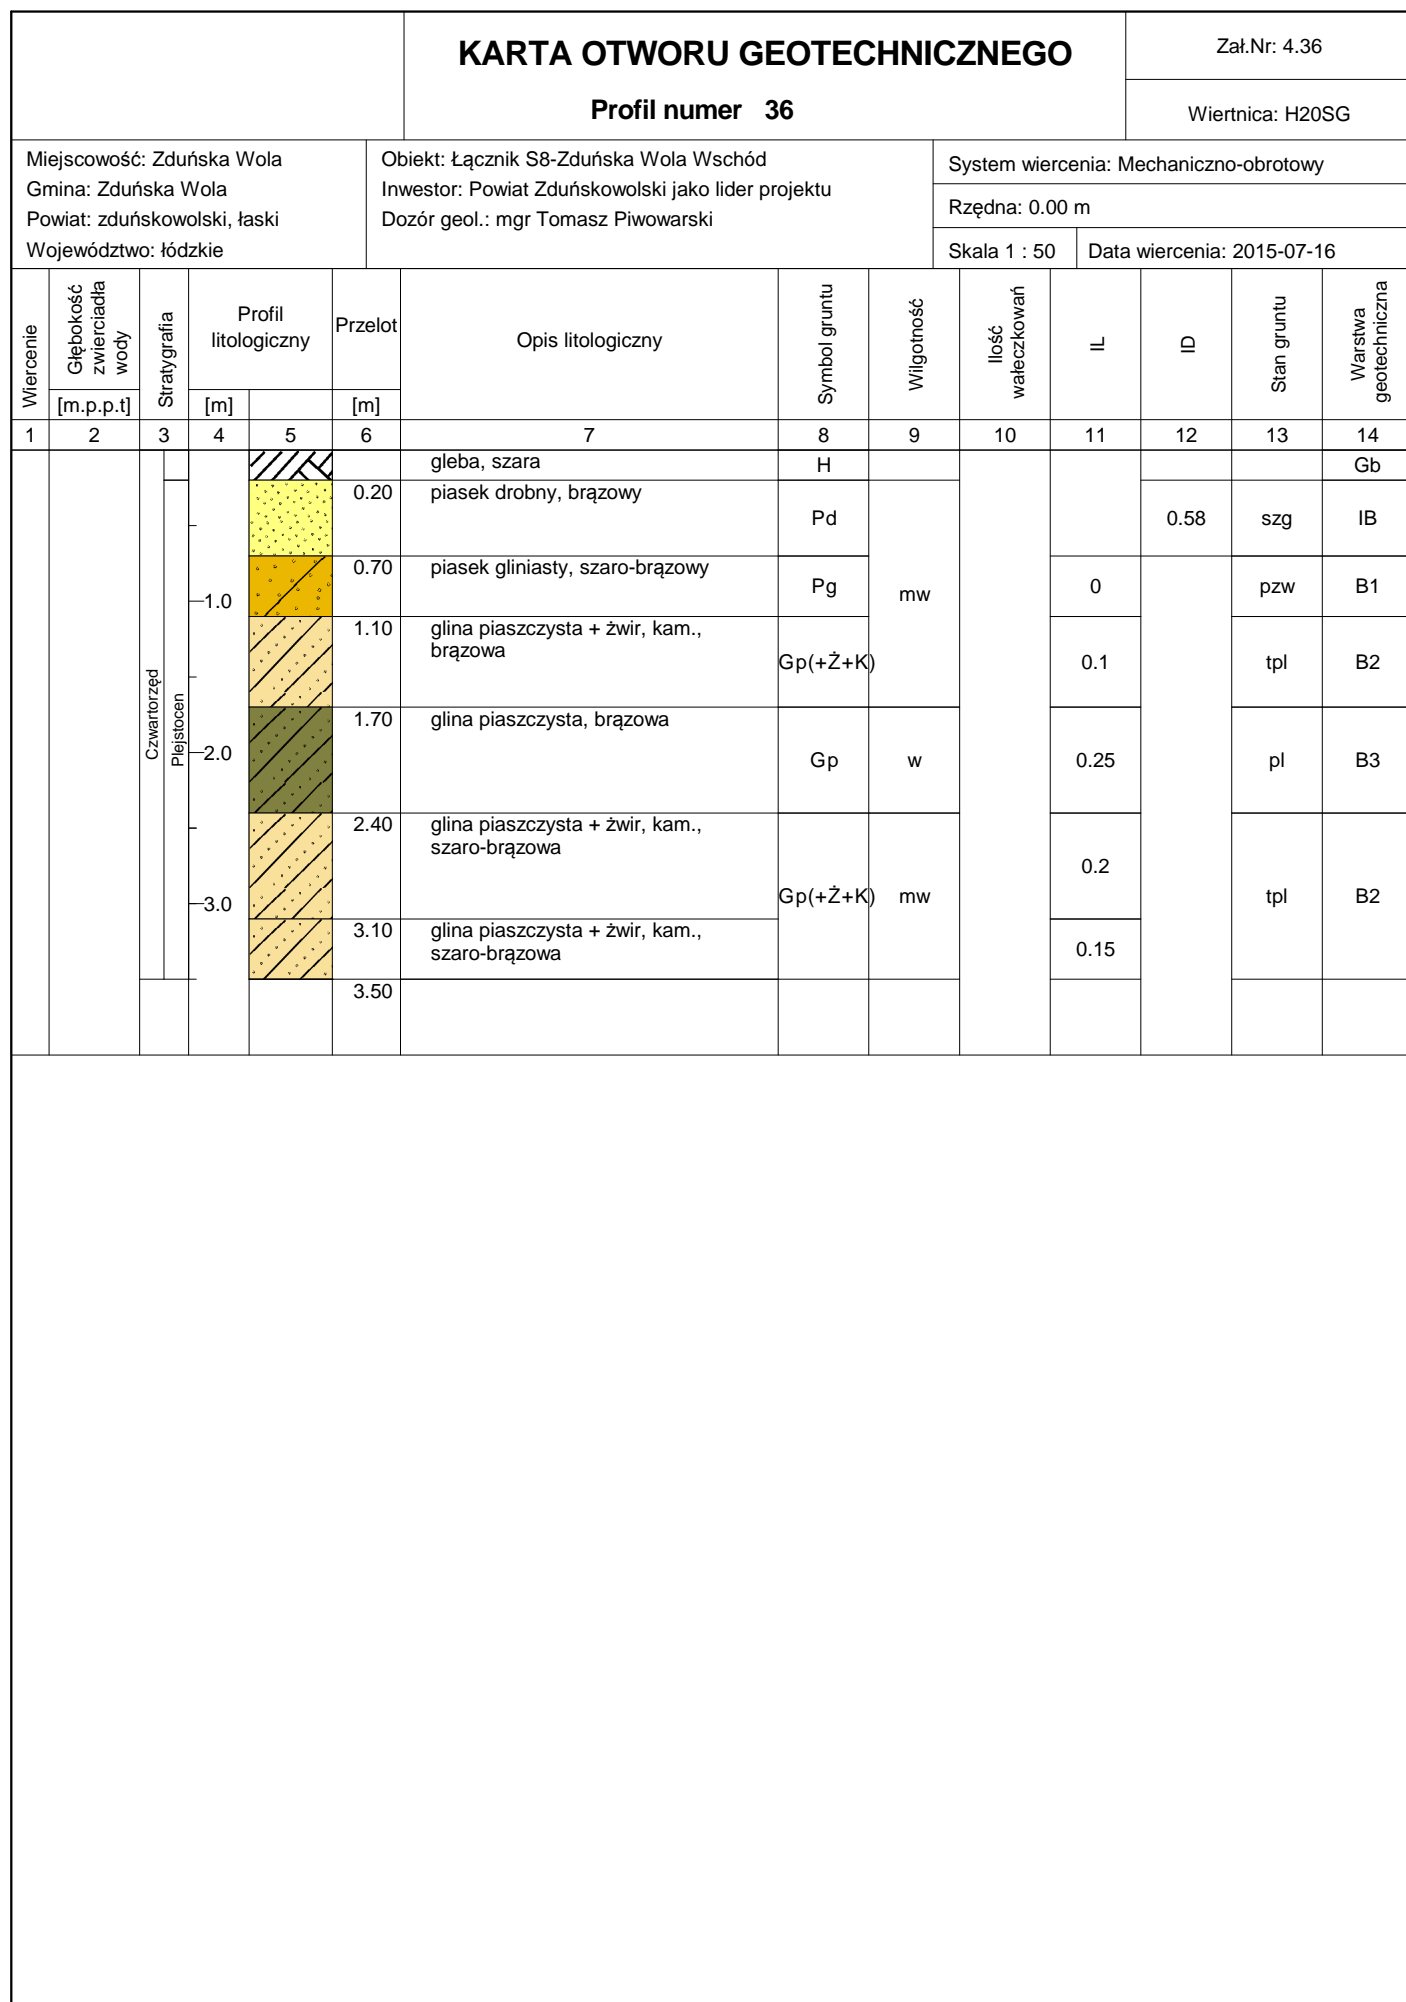 KARTA OTWORU GEOTECHNICZNEGO
Profil numer 36
Zał.Nr: 4.36
Wiertnica: H20SG
Miejscowość: Zduńska Wola
Gmina: Zduńska Wola
Powiat: zduńskowolski, łaski
Województwo: łódzkie
Obiekt: Łącznik S8-Zduńska Wola Wschód
Inwestor: Powiat Zduńskowolski jako lider projektu
Dozór geol.: mgr Tomasz Piwowarski
System wiercenia: Mechaniczno-obrotowy
Rzędna: 0.00 m
Skala 1 : 50
Data wiercenia: 2015-07-16
Wiercenie
Głębokość
zwierciadła
wody
[m.p.p.t]
Stratygrafia
Profil
litologiczny
[m]
Przelot
[m]
Opis litologiczny
Symbol gruntu
Wilgotność
Ilość
wałeczkowań
IL
ID
Stan gruntu
Warstwa
geotechniczna
1 2 3 4 5 6 7 8 9 10 11 12 13 14
gleba, szara H Gb
0.20 piasek drobny, brązowy
Pd 0.58 szg IB
0.70 piasek gliniasty, szaro-brązowy
1.0 Pg mw 0 pzw B1
1.10 glina piaszczysta + żwir, kam.,
brązowa
Gp(+Ż+K) 0.1 tpl B2
Czwartorzęd
Plejstocen
1.70 glina piaszczysta, brązowa
2.0 Gp w 0.25 pl B3
2.40 glina piaszczysta + żwir, kam.,
szaro-brązowa
0.2
3.0 Gp(+Ż+K) mw tpl B2
3.10 glina piaszczysta + żwir, kam.,
szaro-brązowa
0.15
3.50